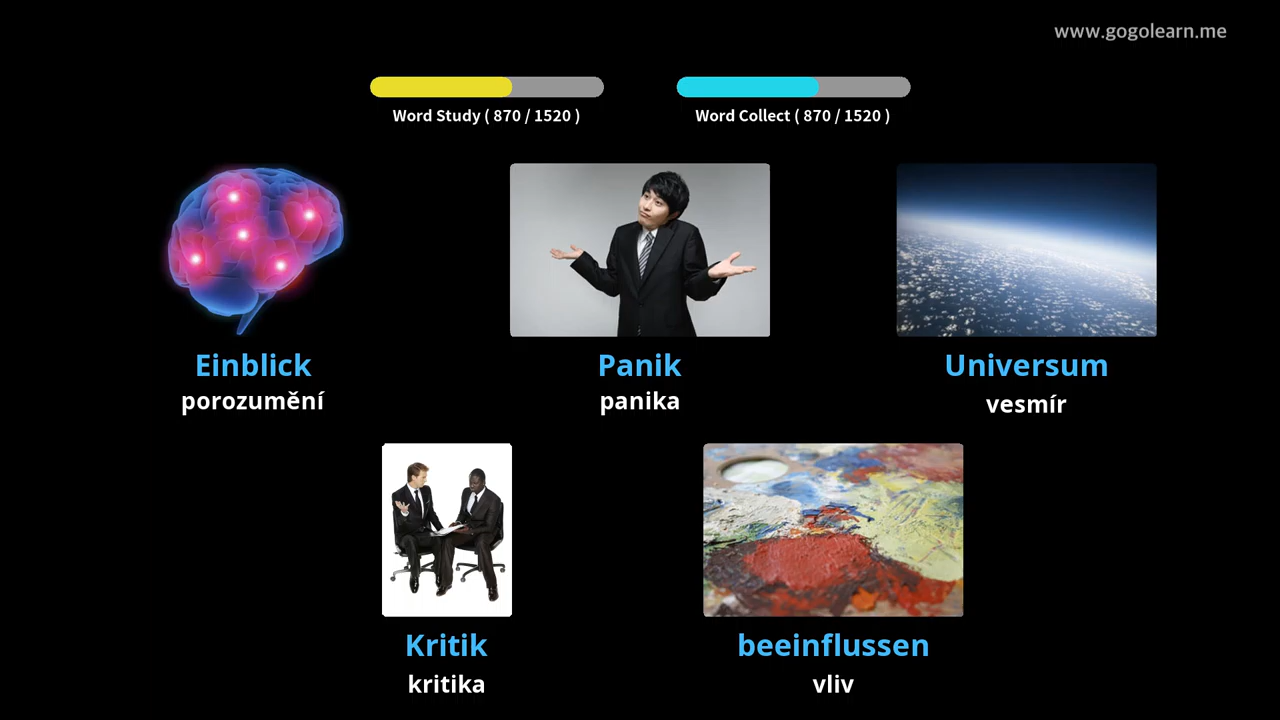 www.gogolearn.me
Word Study ( 870 / 1520 )
Word Collect ( 870 / 1520 )
Einblick
porozumění
Panik
panika
Universum
vesmír
Kritik
kritika
beeinflussen
vliv